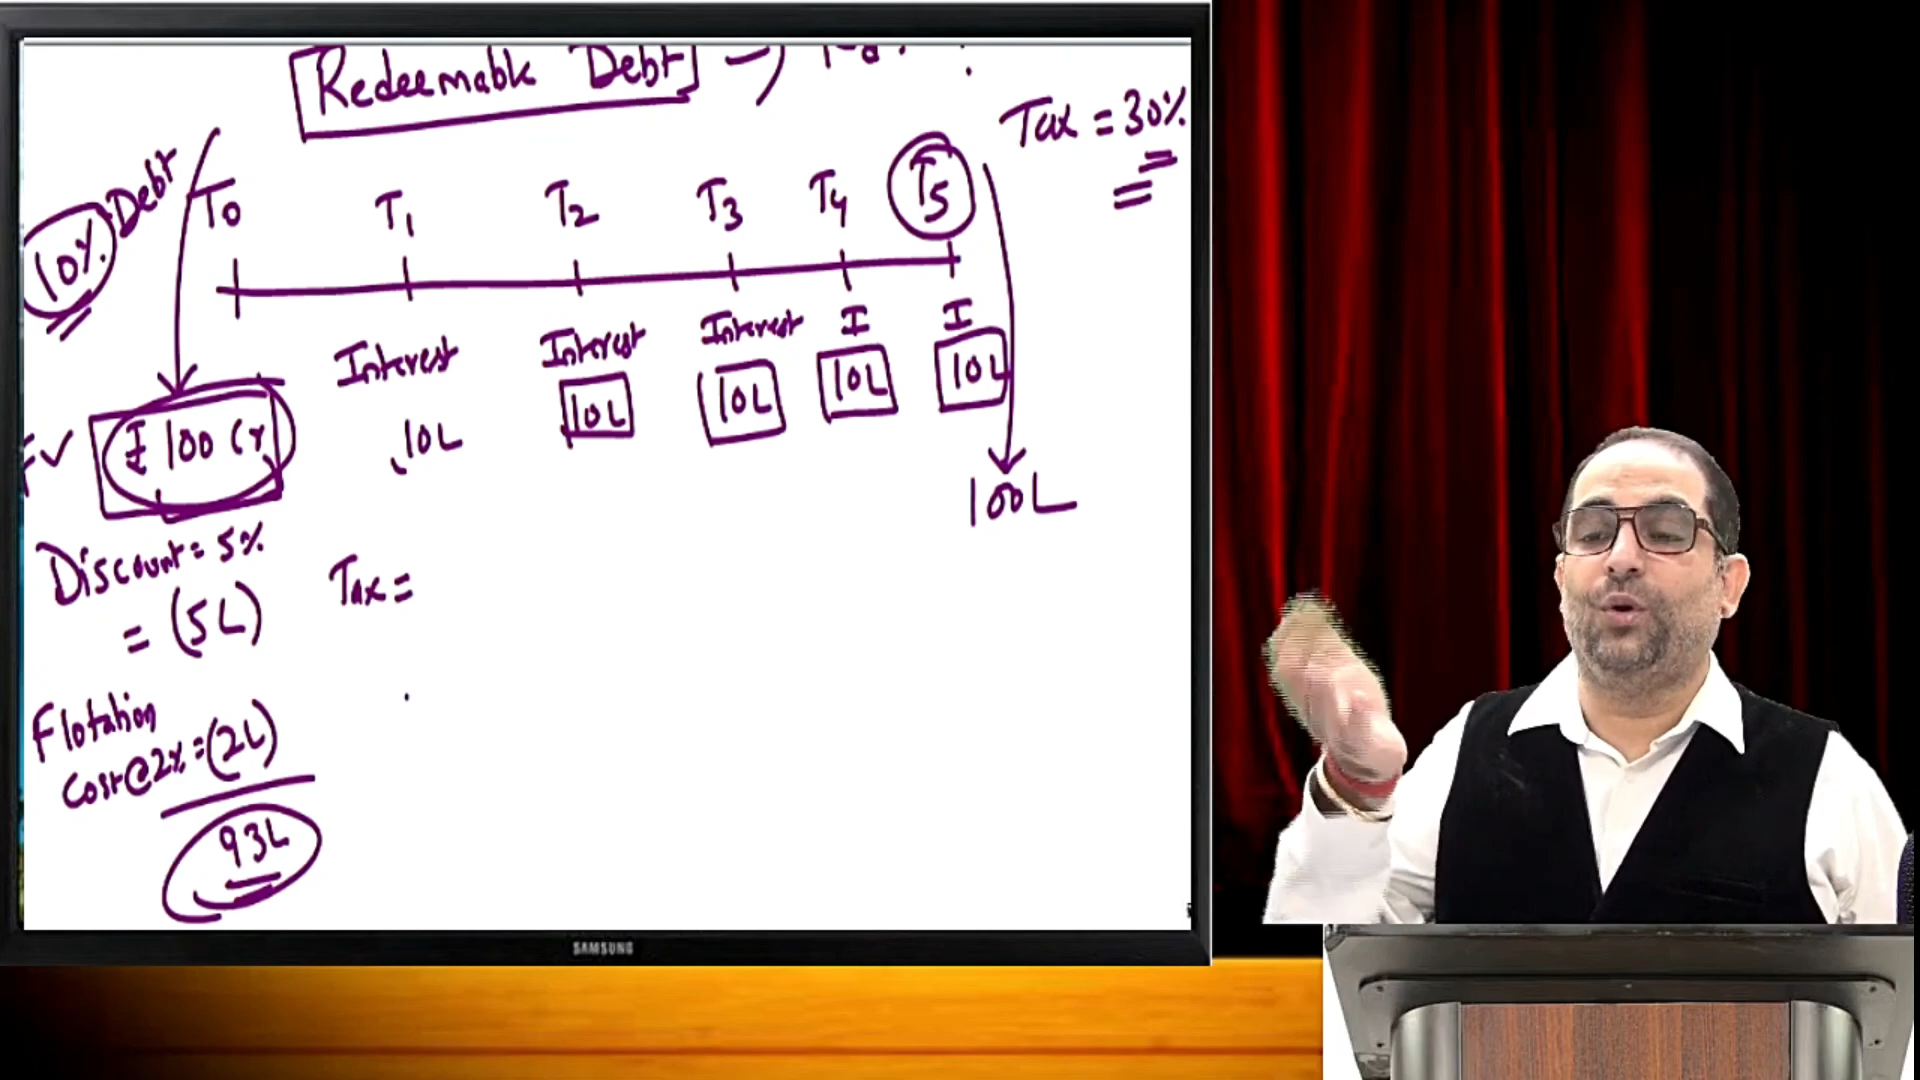 Redeemable Debt →
Tax = 30%
10% Debt
T0 T1 T2 T3 T4 T5
Interest Interest Interest I I
10L 10L 10L 10L 10L
FV ₹ 100 Cr
100L
Discount = 5%
= (5L)
Tax =
Flotation
Cost@2% = (2L)
93L
SAMSUNG